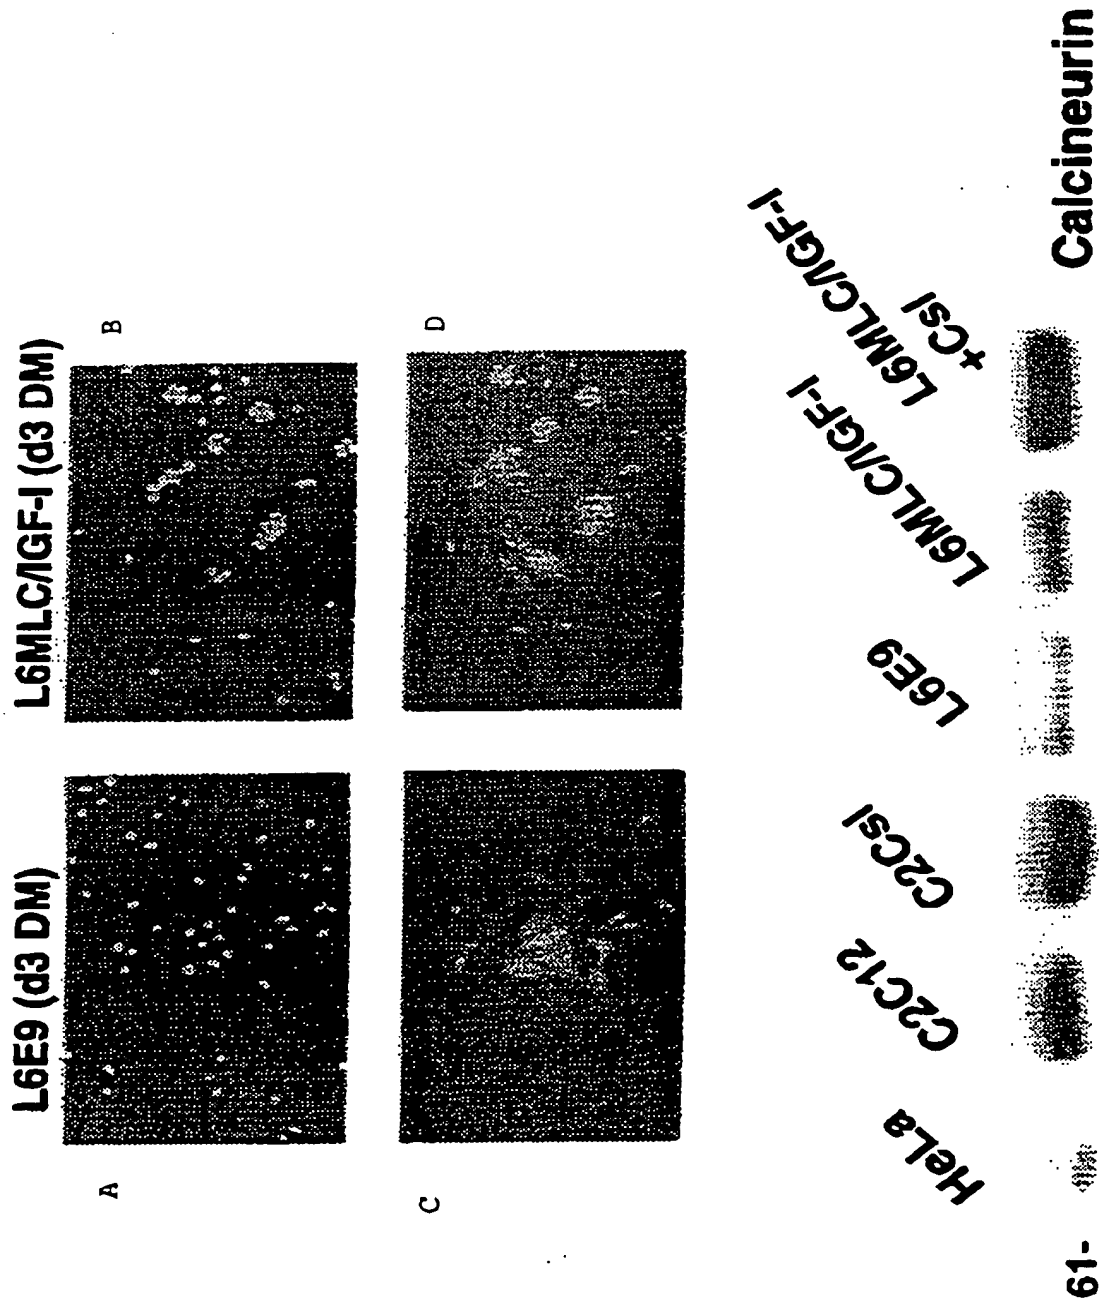 L6E9 (d3 DM)
L6MLC/IGF-I (d3 DM)
A
B
C
D
HeLa
C2C12
C2CsI
L6E9
L6MLC/IGF-I
L6MLC/IGF-I
+CsI
61-
Calcineurin